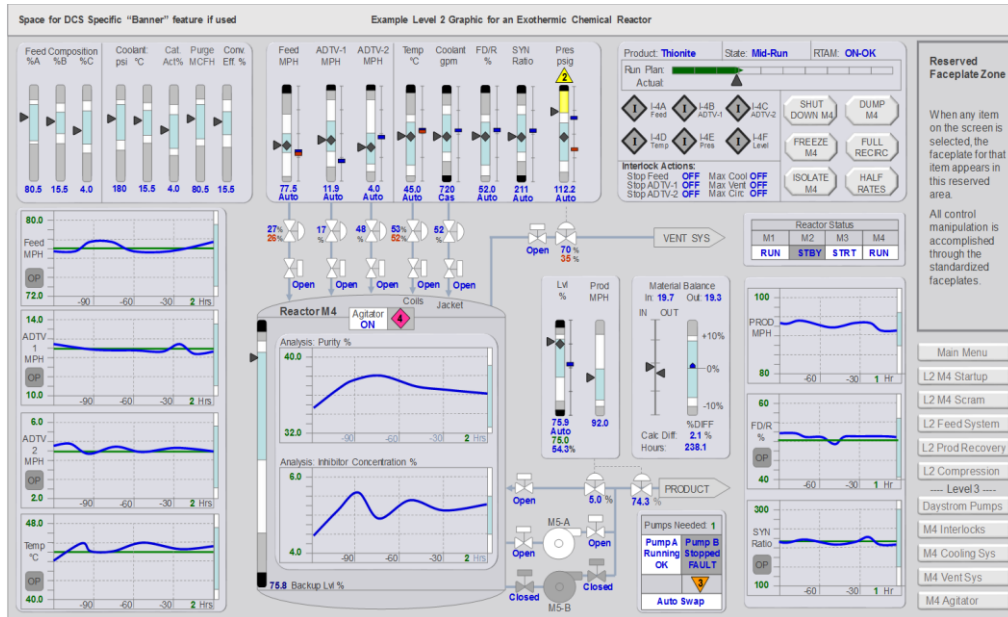 Space for DCS Specific “Banner” feature if used
Example Level 2 Graphic for an Exothermic Chemical Reactor
Feed Composition
%A %B %C
Coolant
psi °C
Cat. Act%
Purge MCFH
Conv. Eff. %
80.5 15.5 4.0
180 15.5 4.0 80.5 15.5
Feed MPH
ADTV-1 MPH
ADTV-2 MPH
Temp °C
Coolant gpm
FD/R %
SYN Ratio
Pres psig
2
77.5 11.9 4.0 45.0 720 52.0 211 112.2
Auto Auto Auto Auto Cas Auto Auto Auto
27% 17 48 53% 52
26% % % 52 %
Open Open Open Open
Coils
Jacket
Open
70 %
35 %
VENT SYS
Product: Thionite State: Mid-Run RTAM: ON-OK
Run Plan:
Actual:
I I-4A Feed
I I-4B ADTV-1
I I-4C ADTV-2
I I-4D Temp
I I-4E Pres
I I-4F Level
Interlock Actions:
Stop Feed OFF Max Cool OFF
Stop ADTV-1 OFF Max Vent OFF
Stop ADTV-2 OFF Max Circ OFF
SHUT DOWN M4
DUMP M4
FREEZE M4
FULL RECIRC
ISOLATE M4
HALF RATES
Reactor Status
M1 M2 M3 M4
RUN STBY STRT RUN
80.0
Feed MPH
OP
72.0
-90 -60 -30 2 Hrs
14.0
ADTV 1 MPH
OP
10.0
-90 -60 -30 2 Hrs
6.0
ADTV 2 MPH
OP
2.0
-90 -60 -30 2 Hrs
48.0
Temp °C
OP
40.0
-90 -60 -30 2 Hrs
Reactor M4
Agitator ON
4
Analysis: Purity %
40.0
32.0
-90 -60 -30 2 Hrs
Analysis: Inhibitor Concentration %
6.0
4.0
-90 -60 -30 2 Hrs
75.8 Backup Lvl %
Lvl %
Prod MPH
75.9
Auto
75.0
54.3%
92.0
Material Balance
In: 19.7 Out: 19.3
IN OUT
+10%
0%
-10%
%DIFF
Calc Diff: 2.1 %
Hours: 238.1
Open
5.0 %
74.3 %
PRODUCT
M5-A
Open Open
Closed Closed
M5-B
Pumps Needed: 1
Pump A Running OK
Pump B Stopped FAULT
3
Auto Swap
100
PROD MPH
80
-60 -30 1 Hr
60
FD/R %
OP
40
-60 -30 1 Hr
300
SYN Ratio
OP
100
-60 -30 1 Hr
Reserved
Faceplate Zone
When any item
on the screen is
selected, the
faceplate for that
item appears in
this reserved
area.
All control
manipulation is
accomplished
through the
standardized
faceplates.
Main Menu
L2 M4 Startup
L2 M4 Scram
L2 Feed System
L2 Prod Recovery
L2 Compression
---- Level 3 ----
Daystrom Pumps
M4 Interlocks
M4 Cooling Sys
M4 Vent Sys
M4 Agitator